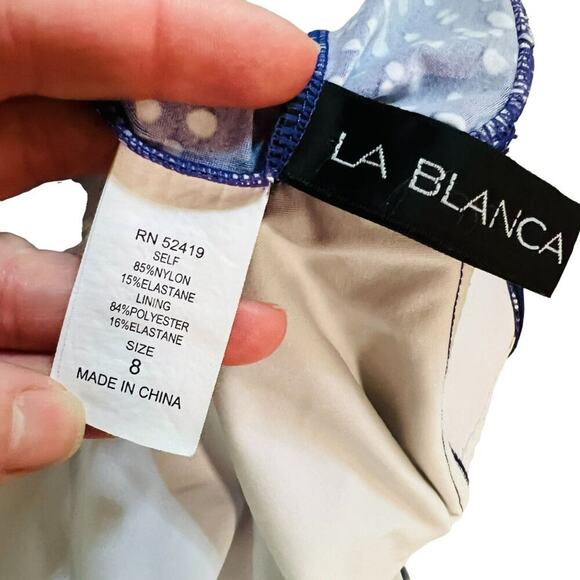 LA BLANCA
RN 52419
SELF
85%NYLON
15%ELASTANE
LINING
84%POLYESTER
16%ELASTANE
SIZE
8
MADE IN CHINA